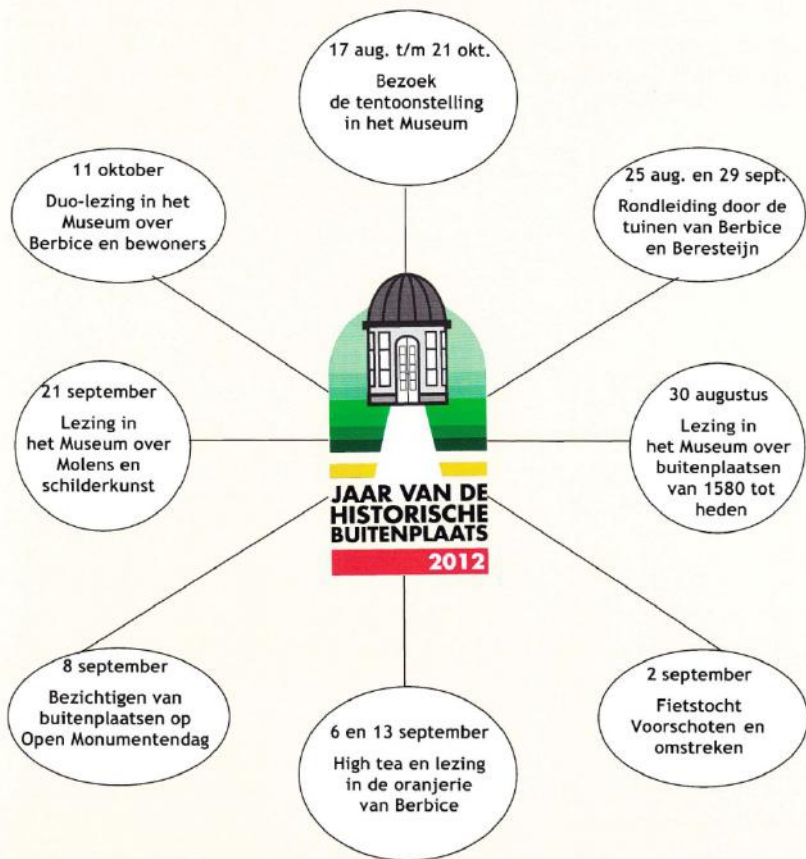 17 aug. t/m 21 okt.
Bezoek
de tentoonstelling
in het Museum
25 aug. en 29 sept.
Rondleiding door de
tuinen van Berbice
en Beresteijn
30 augustus
Lezing in
het Museum over
buitenplaatsen
van 1580 tot
heden
2 september
Fietstocht
Voorschoten en
omstreken
6 en 13 september
High tea en lezing
in de oranjerie
van Berbice
8 september
Bezichtigen van
buitenplaatsen op
Open Monumentendag
21 september
Lezing in
het Museum over
Molens en
schilderkunst
11 oktober
Duo-lezing in het
Museum over
Berbice en bewoners
JAAR VAN DE
HISTORISCHE
BUITENPLAATS
2012